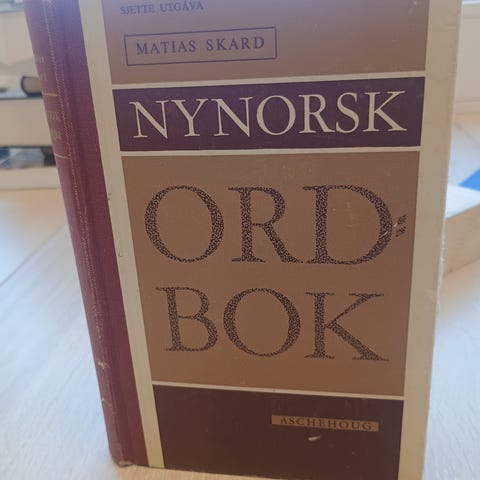 SJETTE UTGÅVA
MATIAS SKARD
NYNORSK
ORD
BOK
ASCHEHOUG